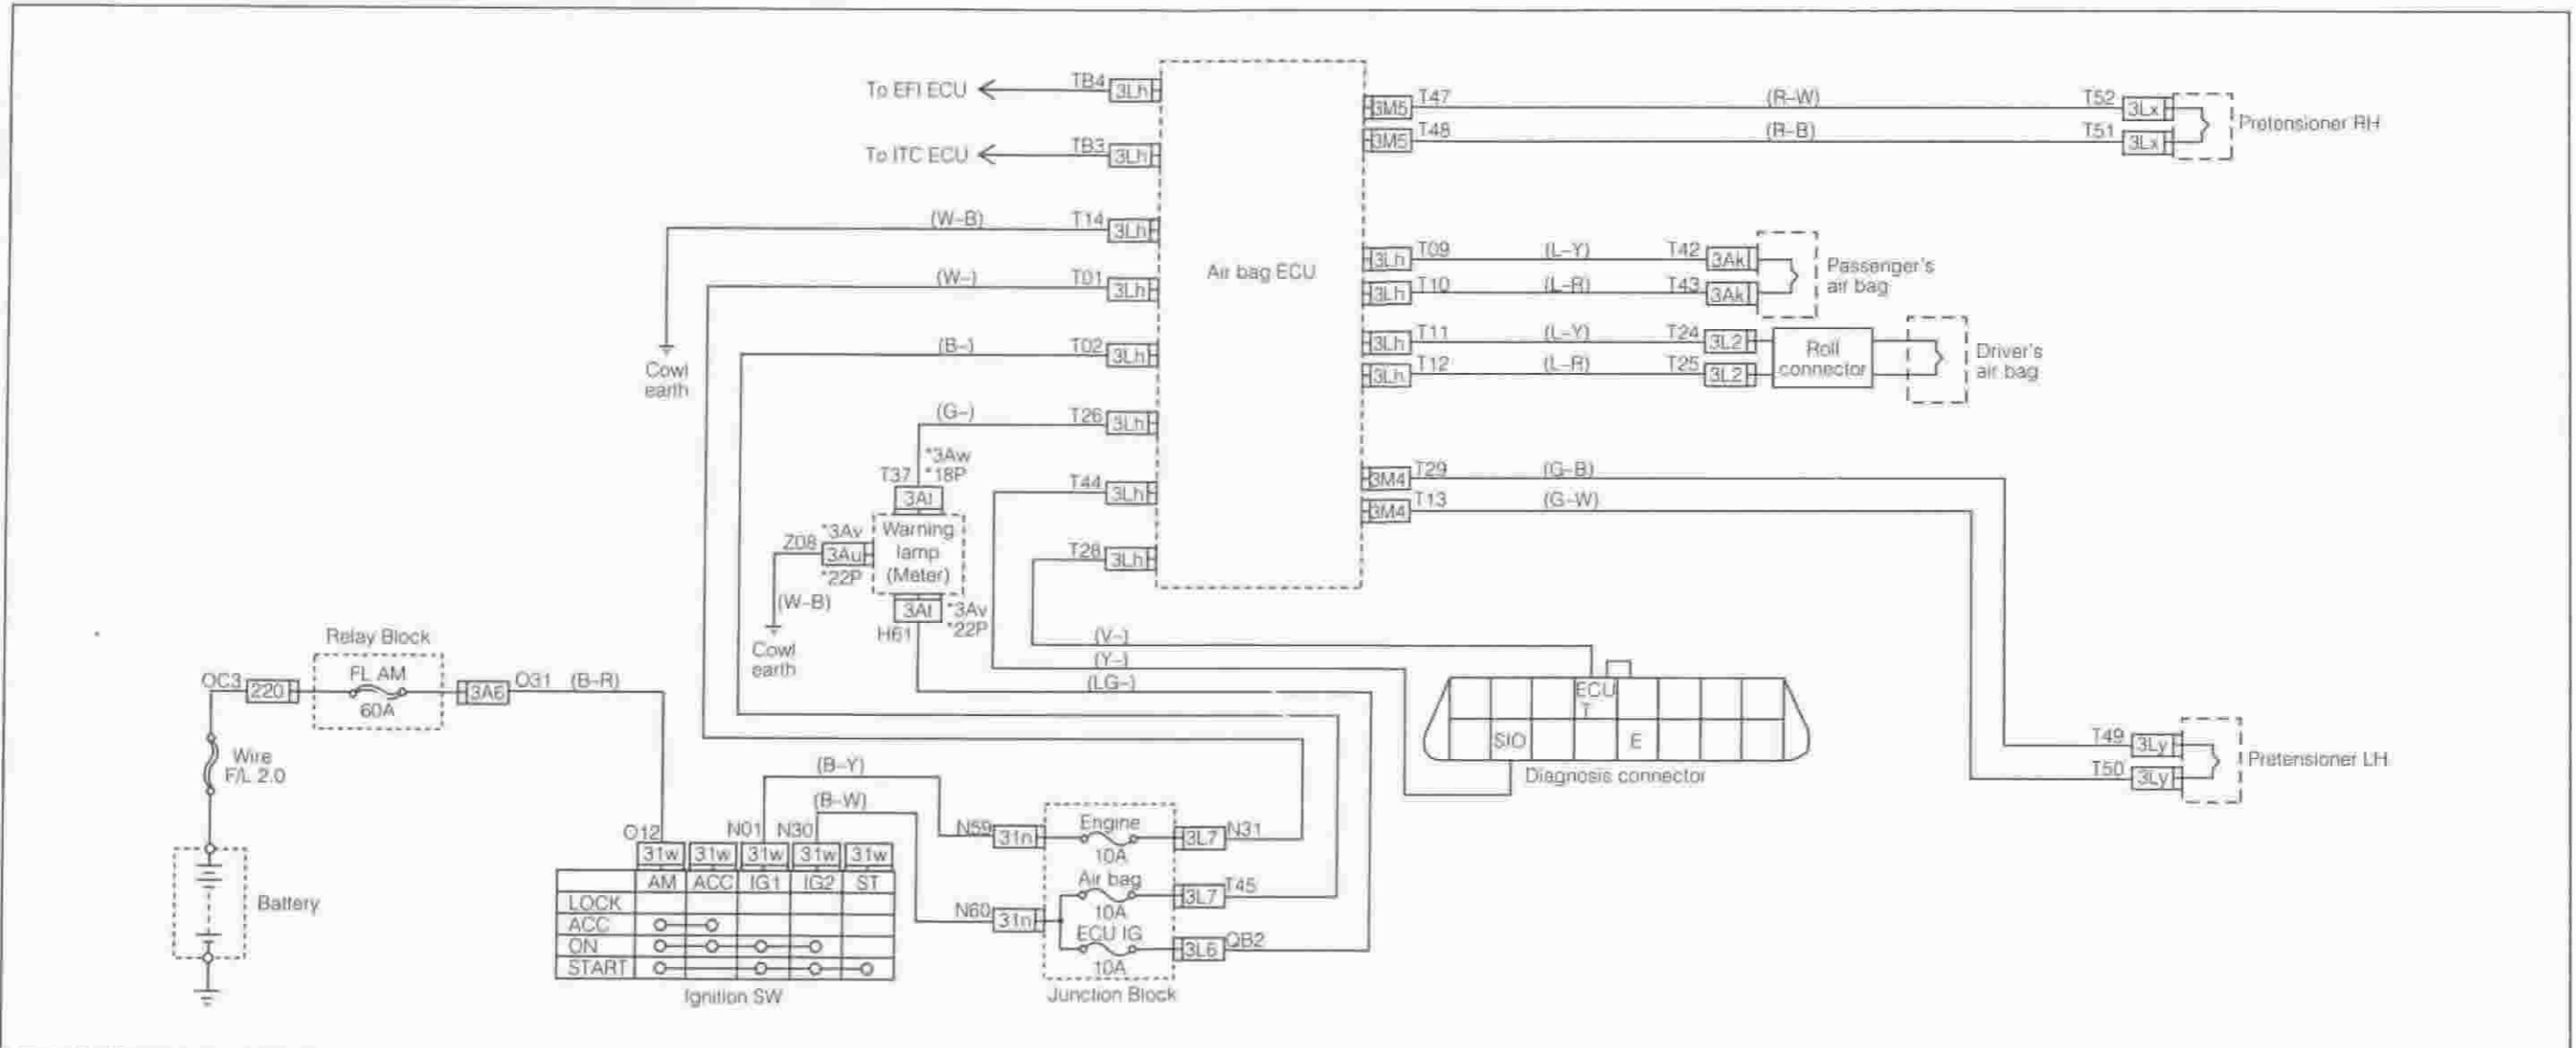 To EFI ECU
TB4
3Lh
To ITC ECU
TB3
3Lh
(W-B)
T14
3Lh
(W-)
T01
3Lh
Cowl
earth
(B-)
T02
3Lh
(G-)
T26
3Lh
T37
*3Aw
*18P
3At
T44
3Lh
Z08
*3Av
3Au
*22P
(W-B)
Cowl
earth
Warning
lamp
(Meter)
3At
*3Av
*22P
H61
T28
3Lh
Air bag ECU
3M5
T47
(R-W)
T52
3Lx
3M5
T48
(R-B)
T51
3Lx
Pretensioner RH
3Lh
T09
(L-Y)
T42
3Ak
3Lh
T10
(L-R)
T43
3Ak
Passenger's
air bag
3Lh
T11
(L-Y)
T24
3L2
3Lh
T12
(L-R)
T25
3L2
Roll
connector
Driver's
air bag
3M4
T29
(G-B)
3M4
T13
(G-W)
T49
3Ly
T50
3Ly
Pretensioner LH
(V-)
(Y-)
(LG-)
ECU
T
SIO
E
Diagnosis connector
Relay Block
OC3
220
FL AM
60A
3A6
O31
(B-R)
Wire
F/L 2.0
Battery
(B-Y)
(B-W)
O12
N01
N30
31w
31w
31w
31w
31w
AM
ACC
IG1
IG2
ST
LOCK
ACC
ON
START
Ignition SW
N59
31n
Engine
10A
3L7
N31
Air bag
10A
3L7
T45
N60
31n
ECU IG
10A
3L6
QB2
Junction Block